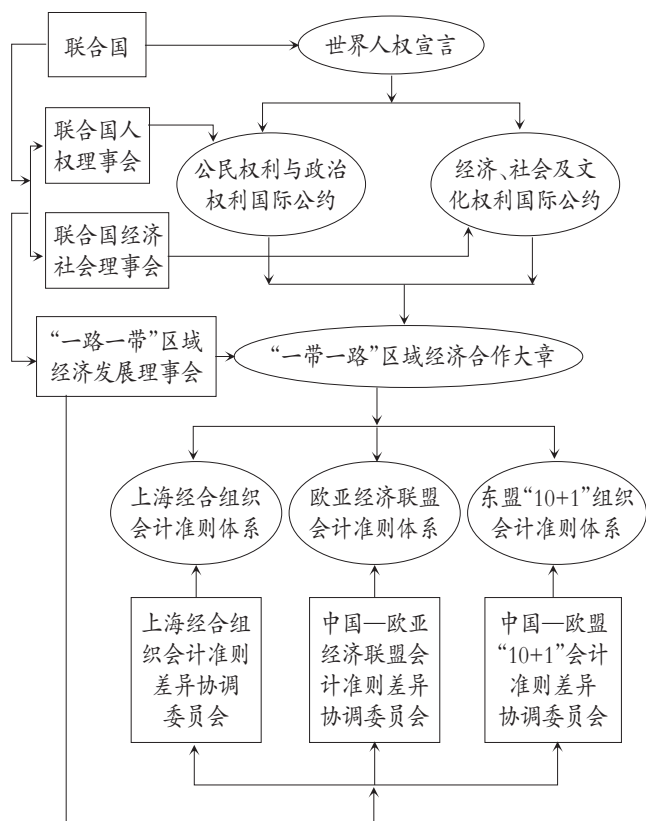 联合国
世界人权宣言
联合国人
权理事会
公民权利与政治
权利国际公约
经济、社会及文
化权利国际公约
联合国经济
社会理事会
“一路一带”区域
经济发展理事会
“一带一路”区域经济合作大章
上海经合组织
会计准则体系
欧亚经济联盟
会计准则体系
东盟“10+1”组织
会计准则体系
上海经合组
织会计准则
差异协调
委员会
中国—欧亚
经济联盟会
计准则差异
协调委员会
中国—欧盟
“10+1”会计
准则差异
协调委员会